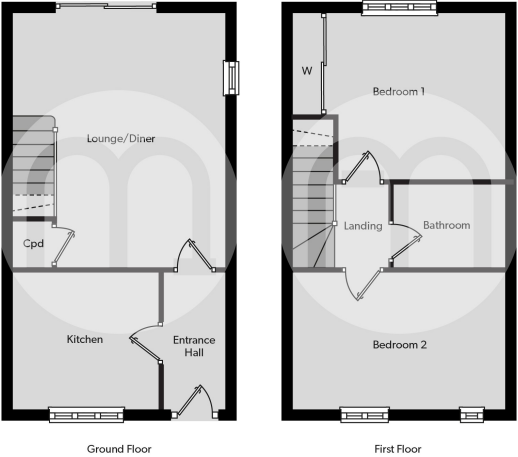 W
Bedroom 1
Lounge/Diner
Landing
Bathroom
Cpd
Kitchen
Entrance
Hall
Bedroom 2
Ground Floor
First Floor